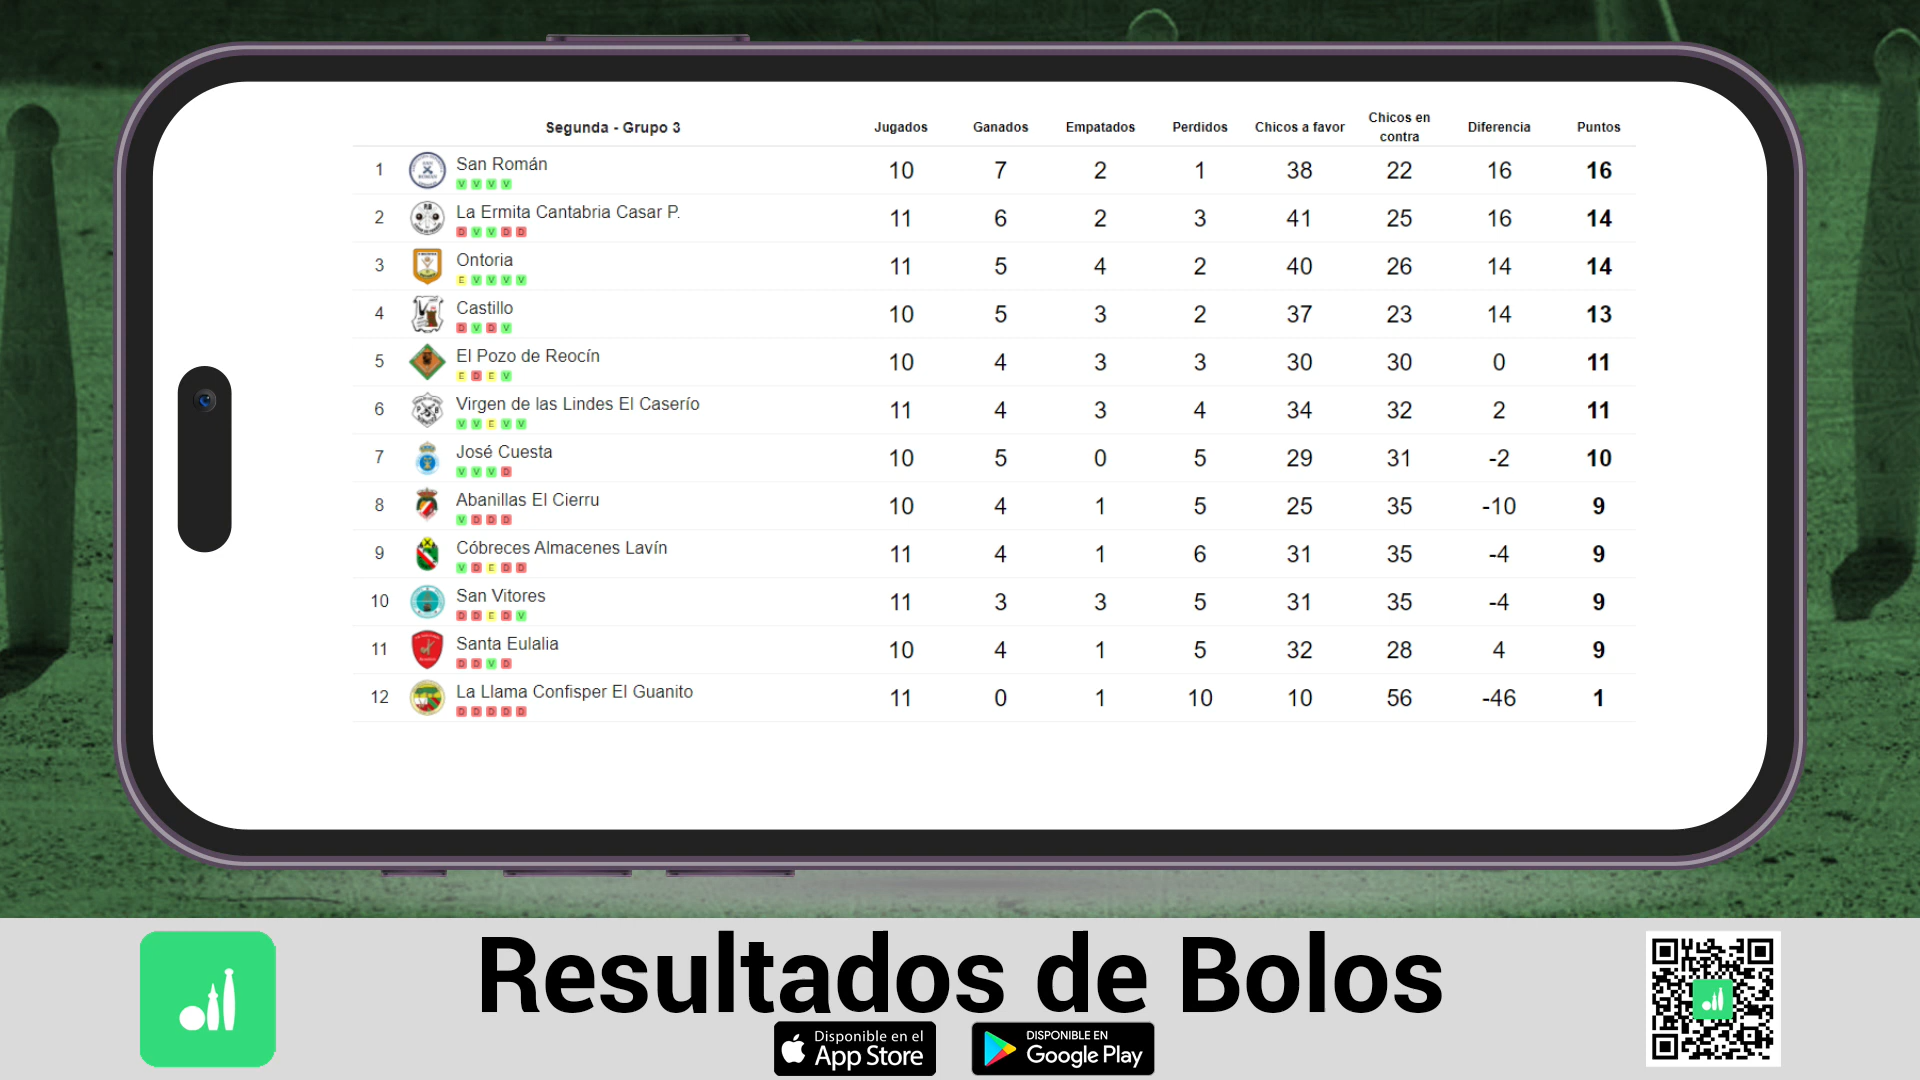 Segunda - Grupo 3 Jugados Ganados Empatados Perdidos Chicos a favor Chicos en contra Diferencia Puntos
1 San Román 10 7 2 1 38 22 16 16
V V V V
2 La Ermita Cantabria Casar P. 11 6 2 3 41 25 16 14
D V V D D
3 Ontoria 11 5 4 2 40 26 14 14
E V V V V
4 Castillo 10 5 3 2 37 23 14 13
D V D V
5 El Pozo de Reocín 10 4 3 3 30 30 0 11
E D E V
6 Virgen de las Lindes El Caserío 11 4 3 4 34 32 2 11
V V E V V
7 José Cuesta 10 5 0 5 29 31 -2 10
V V V D
8 Abanillas El Cierru 10 4 1 5 25 35 -10 9
V D D D
9 Cóbreces Almacenes Lavín 11 4 1 6 31 35 -4 9
V D E D D
10 San Vitores 11 3 3 5 31 35 -4 9
D D E D V
11 Santa Eulalia 10 4 1 5 32 28 4 9
D D V D
12 La Llama Confisper El Guanito 11 0 1 10 10 56 -46 1
D D D D D
Resultados de Bolos
Disponible en el
App Store
DISPONIBLE EN
Google Play